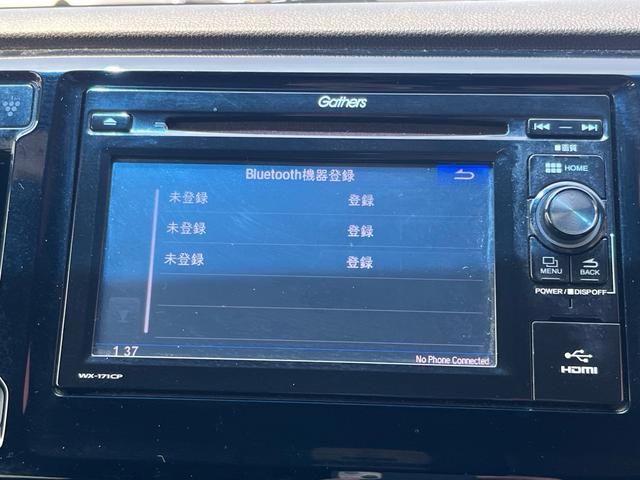 Gathers
画質
Bluetooth機器登録
HOME
未登録 登録
未登録 登録
未登録 登録
MENU
BACK
POWER / DISP OFF
1:37
No Phone Connected
WX-171CP
HDMI